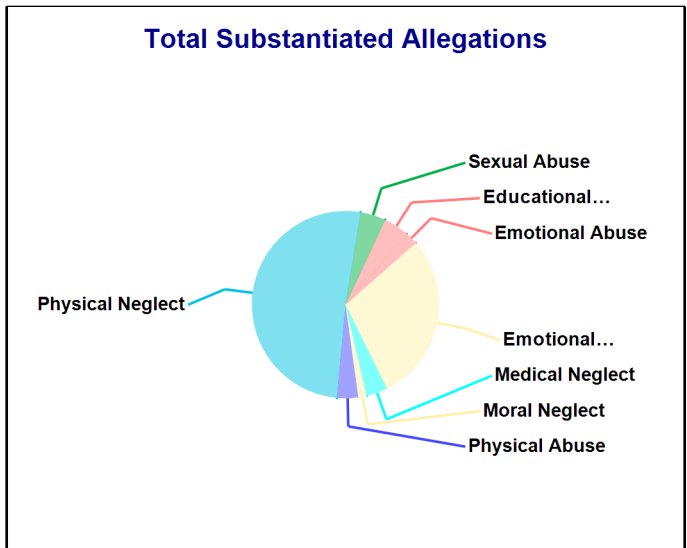 Total Substantiated Allegations
Sexual Abuse
Educational…
Emotional Abuse
Physical Neglect
Emotional…
Medical Neglect
Moral Neglect
Physical Abuse